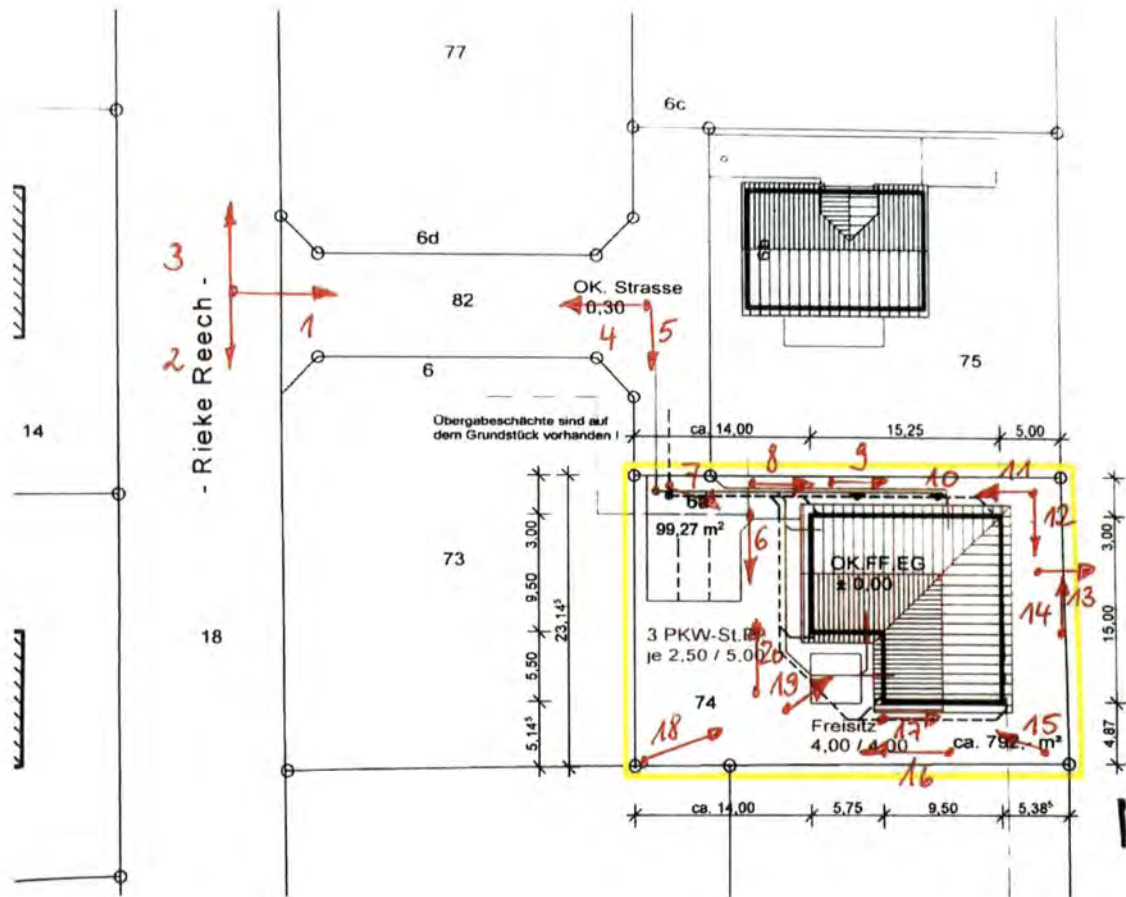 77
6c
6d
3
OK. Strasse
0,30
82
1
4
5
2
6
75
14
- Rieke Reech -
Übergabeschächte sind auf
dem Grundstück vorhanden !
ca. 14,00
15,25
5,00
7
8
9
10
11
6a
12
99,27 m²
3,00
3,00
6
73
OK.FF.EG
± 0,00
9,50
13
14
23,14⁵
18
15,00
3 PKW-St.Pl.
je 2,50 / 5,00
20
5,50
19
74
18
Freisitz
17
15
4,00 / 4,00
ca. 792,- m²
5,14⁵
4,87
16
ca. 14,00
5,75
9,50
5,38⁵